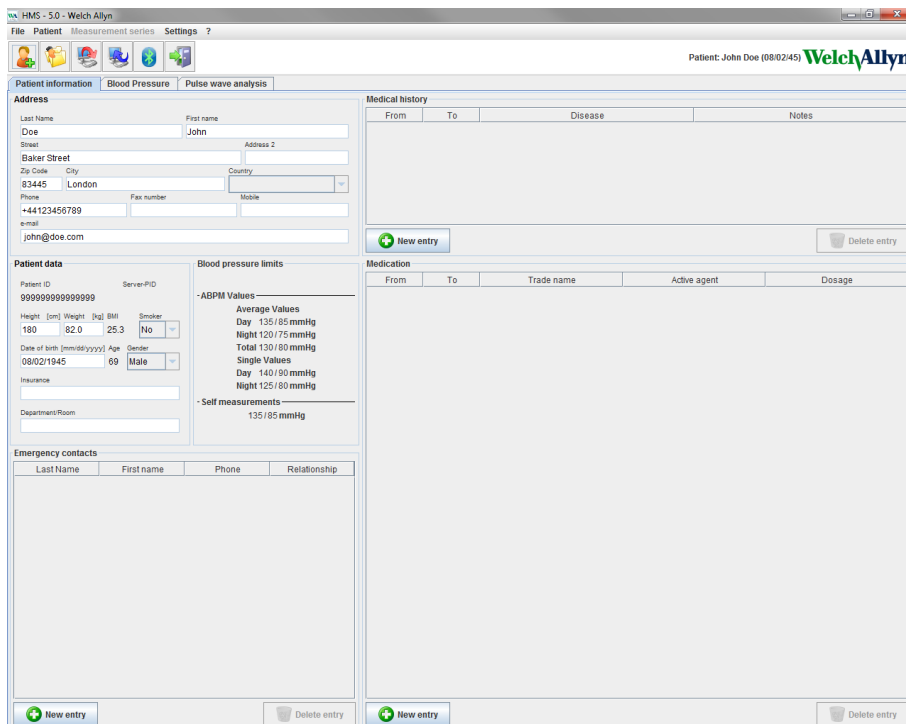 HMS - 5.0 - Welch Allyn
File Patient Measurement series Settings ?
Patient: John Doe (08/02/45) WelchAllyn
Patient information Blood Pressure Pulse wave analysis
Address
Last Name First name
Doe John
Street Address 2
Baker Street
Zip Code City Country
83445 London
Phone Fax number Mobile
+44123456789
e-mail
john@doe.com
Medical history
From To Disease Notes
New entry Delete entry
Patient data
Patient ID Server-PID
999999999999999
Height [cm] Weight [kg] BMI Smoker
180 82.0 25.3 No
Date of birth [mm/dd/yyyy] Age Gender
08/02/1945 69 Male
Insurance
Department/Room
Blood pressure limits
- ABPM Values
Average Values
Day 135/85 mmHg
Night 120/75 mmHg
Total 130/80 mmHg
Single Values
Day 140/90 mmHg
Night 125/80 mmHg
- Self measurements
135/85 mmHg
Medication
From To Trade name Active agent Dosage
Emergency contacts
Last Name First name Phone Relationship
New entry Delete entry
New entry Delete entry